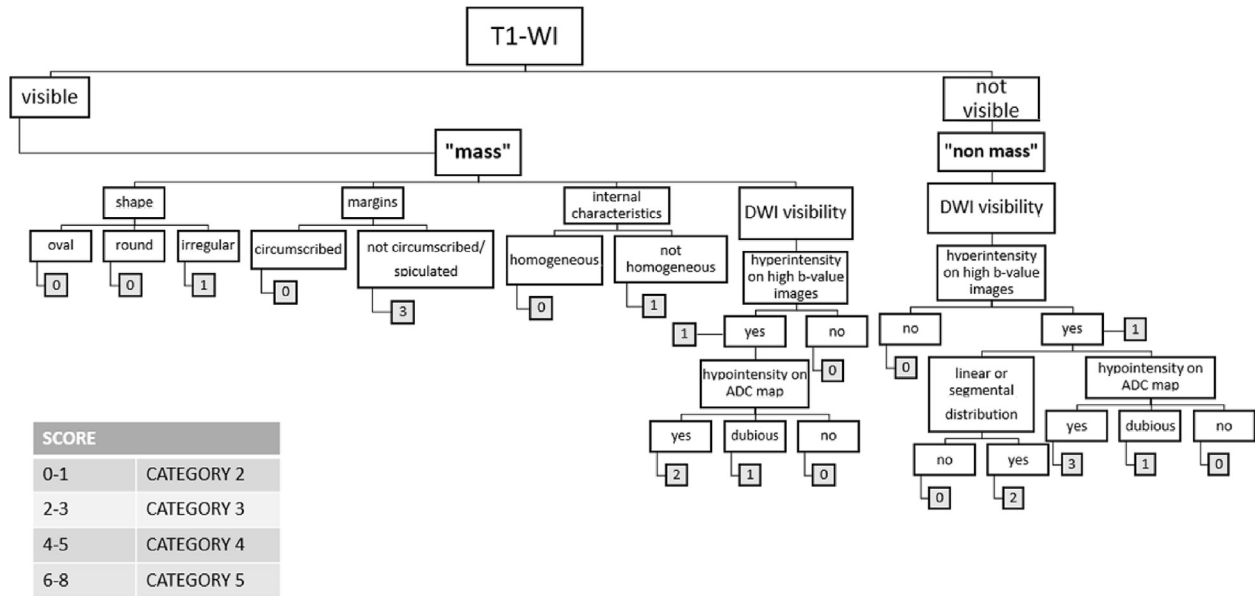 T1-WI
visible
not
visible
"mass"
"non mass"
shape
margins
internal
characteristics
DWI visibility
DWI visibility
oval
round
irregular
circumscribed
not circumscribed/
spiculated
homogeneous
not
homogeneous
hyperintensity
on high b-value
images
hyperintensity
on high b-value
images
0
0
1
0
3
0
1
1
yes
no
0
no
0
yes
1
hypointensity on
ADC map
linear or
segmental
distribution
hypointensity on
ADC map
yes
dubious
no
2
1
0
no
yes
0
2
yes
dubious
no
3
1
0
SCORE
0-1 CATEGORY 2
2-3 CATEGORY 3
4-5 CATEGORY 4
6-8 CATEGORY 5